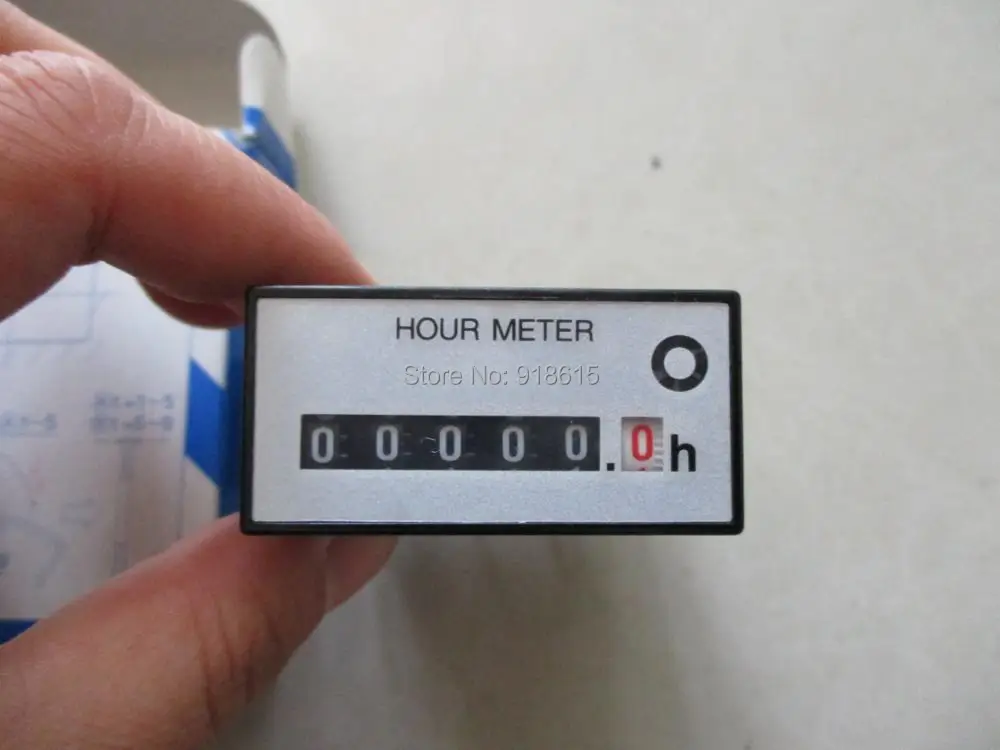 HOUR METER
Store No: 918615
00000.0h